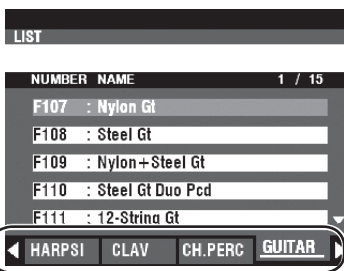 LIST
NUMBER NAME 1 / 15
F107 : Nylon Gt
F108 : Steel Gt
F109 : Nylon+Steel Gt
F110 : Steel Gt Duo Pcd
F111 : 12-String Gt
HARPSI CLAV CH.PERC GUITAR